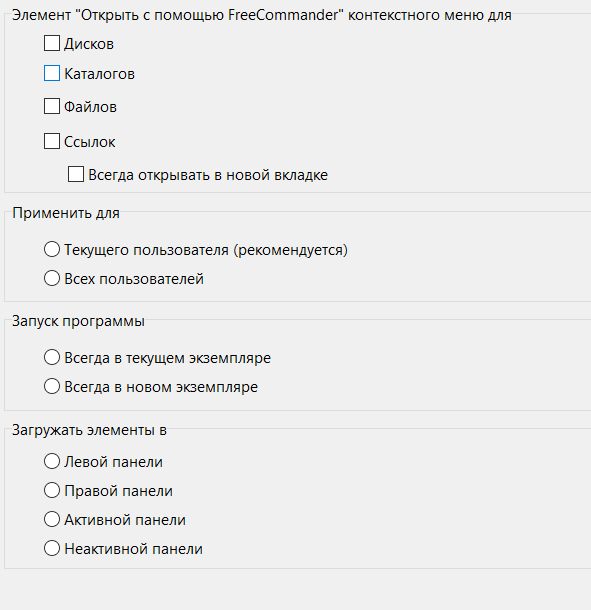 Элемент "Открыть с помощью FreeCommander" контекстного меню для
Дисков
Каталогов
Файлов
Ссылок
Всегда открывать в новой вкладке
Применить для
Текущего пользователя (рекомендуется)
Всех пользователей
Запуск программы
Всегда в текущем экземпляре
Всегда в новом экземпляре
Загружать элементы в
Левой панели
Правой панели
Активной панели
Неактивной панели